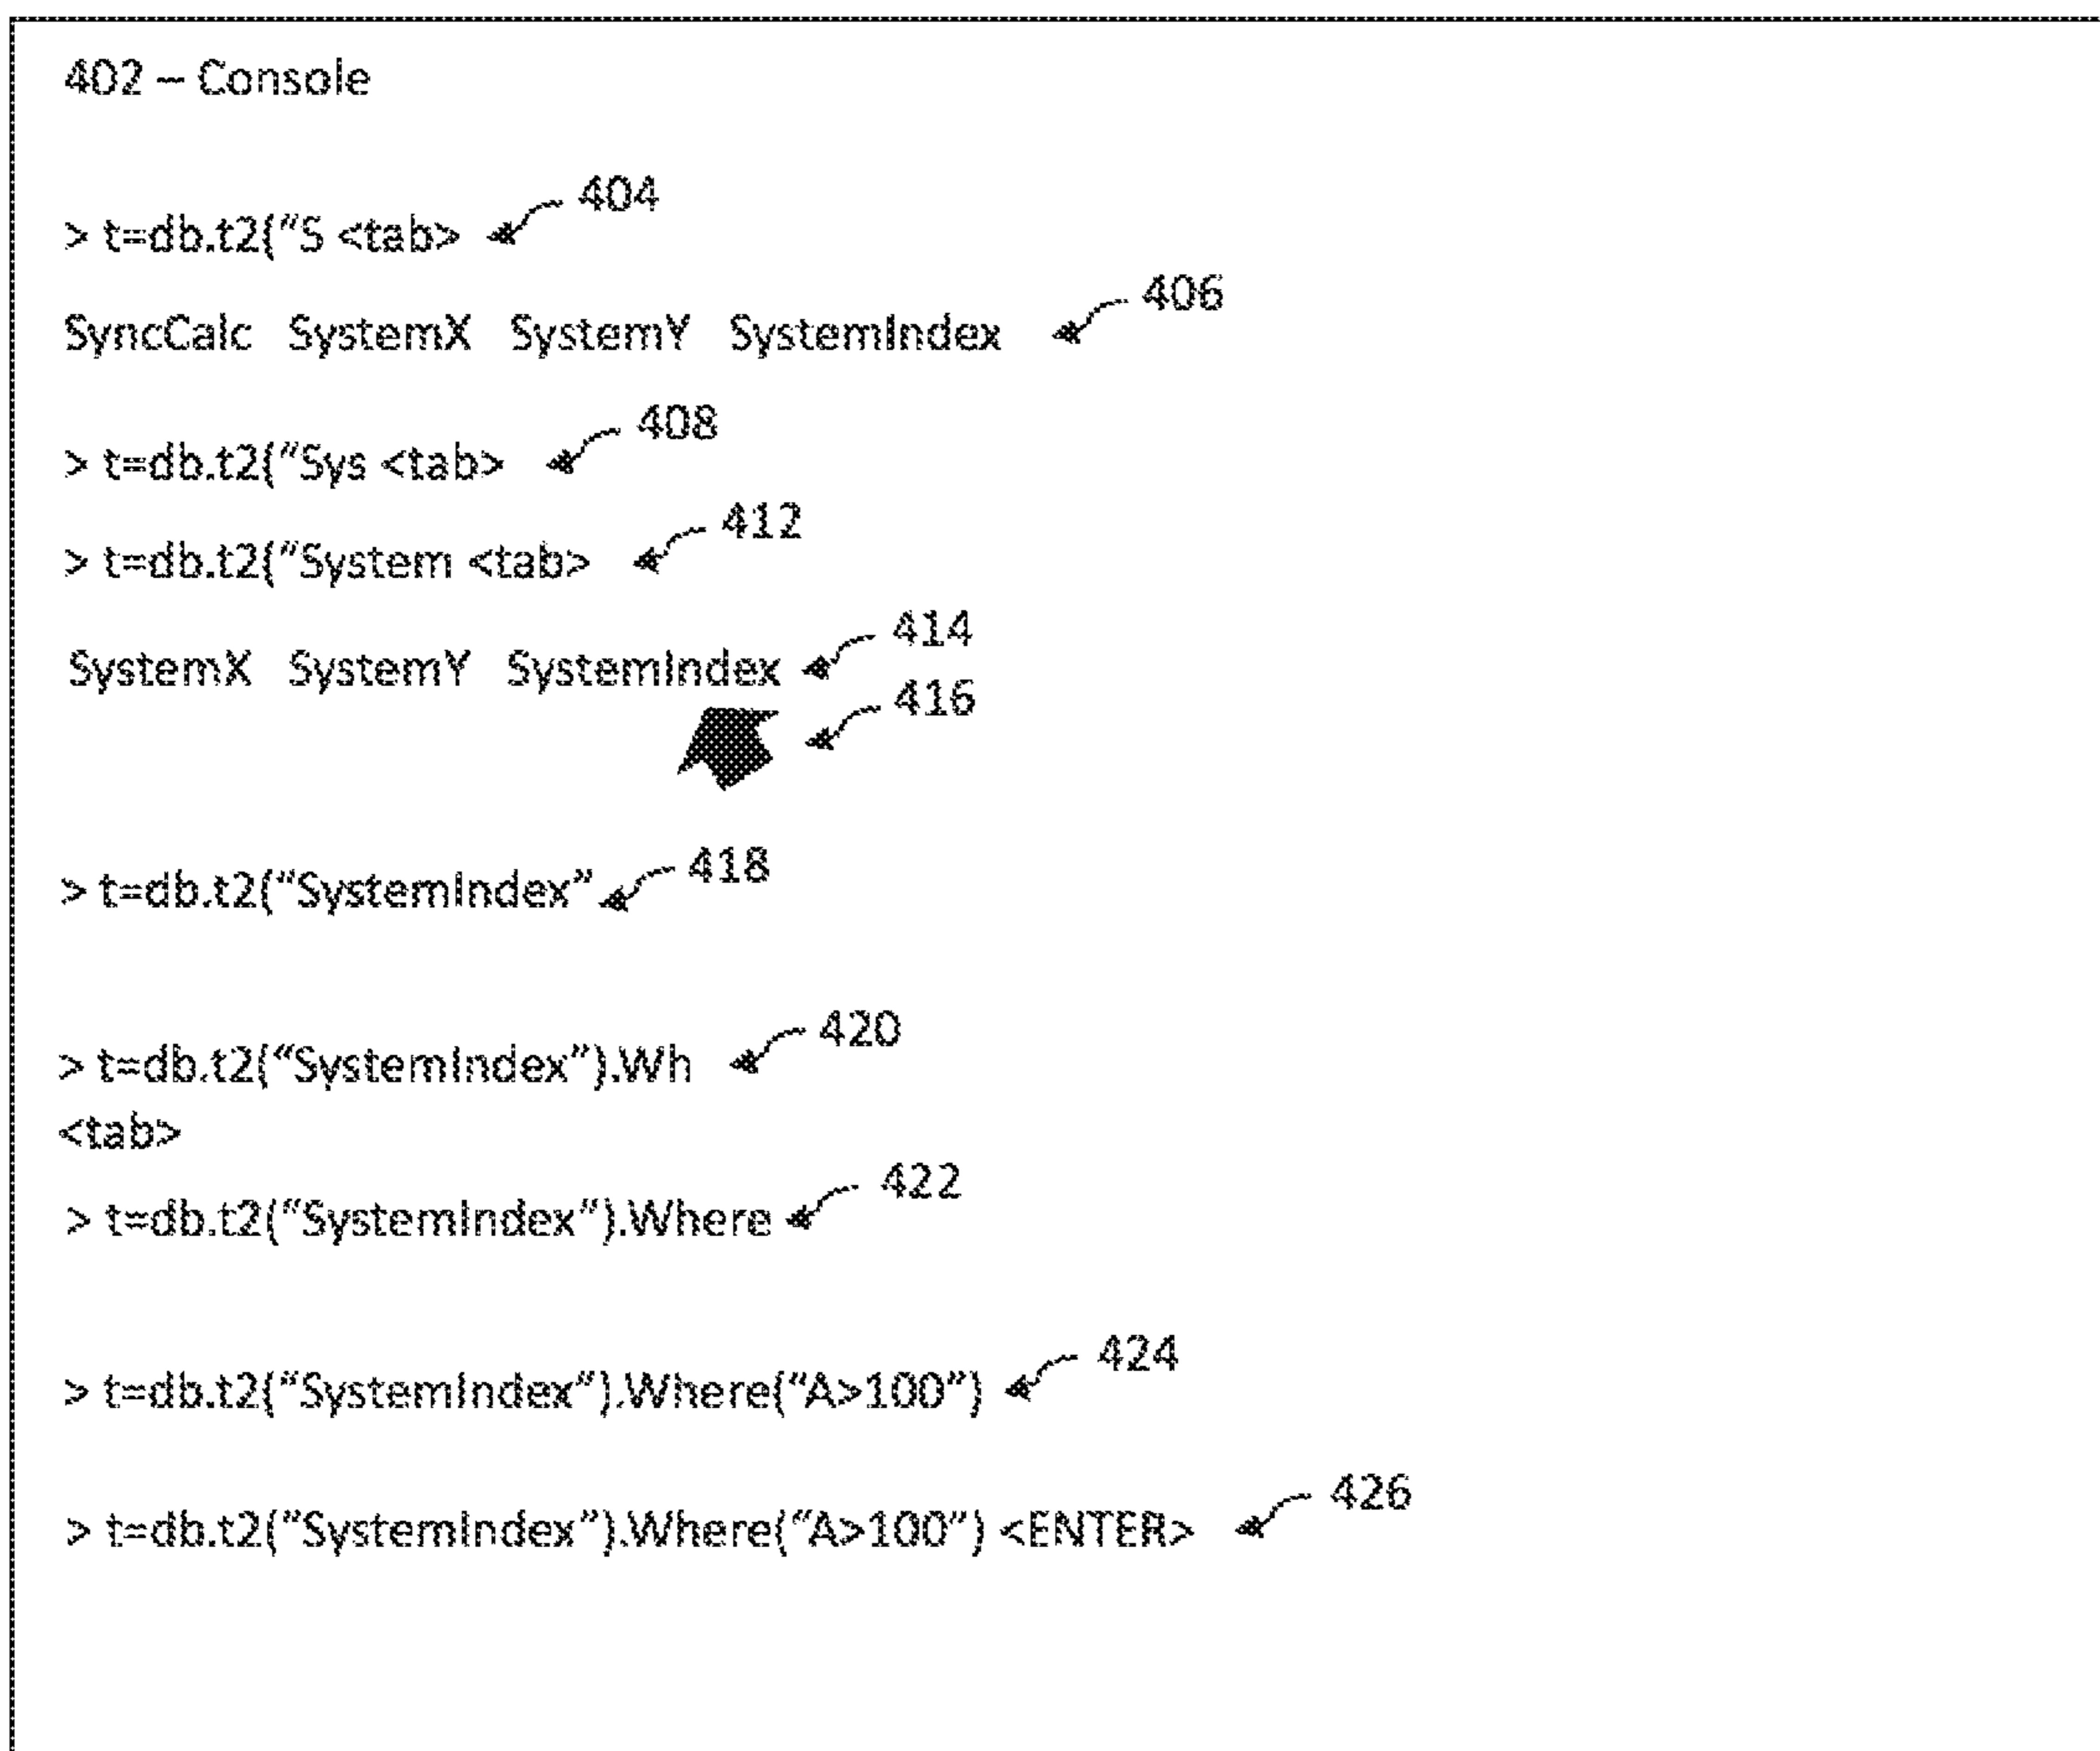 402 – Console
404
> t=db.t2("S <tab>
406
SyncCalc SystemX SystemY SystemIndex
408
> t=db.t2("Sys <tab>
412
> t=db.t2("System <tab>
414
SystemX SystemY SystemIndex
416
418
> t=db.t2("SystemIndex"
420
> t=db.t2("SystemIndex").Wh
<tab>
422
> t=db.t2("SystemIndex").Where
424
> t=db.t2("SystemIndex").Where("A>100")
426
> t=db.t2("SystemIndex").Where("A>100") <ENTER>